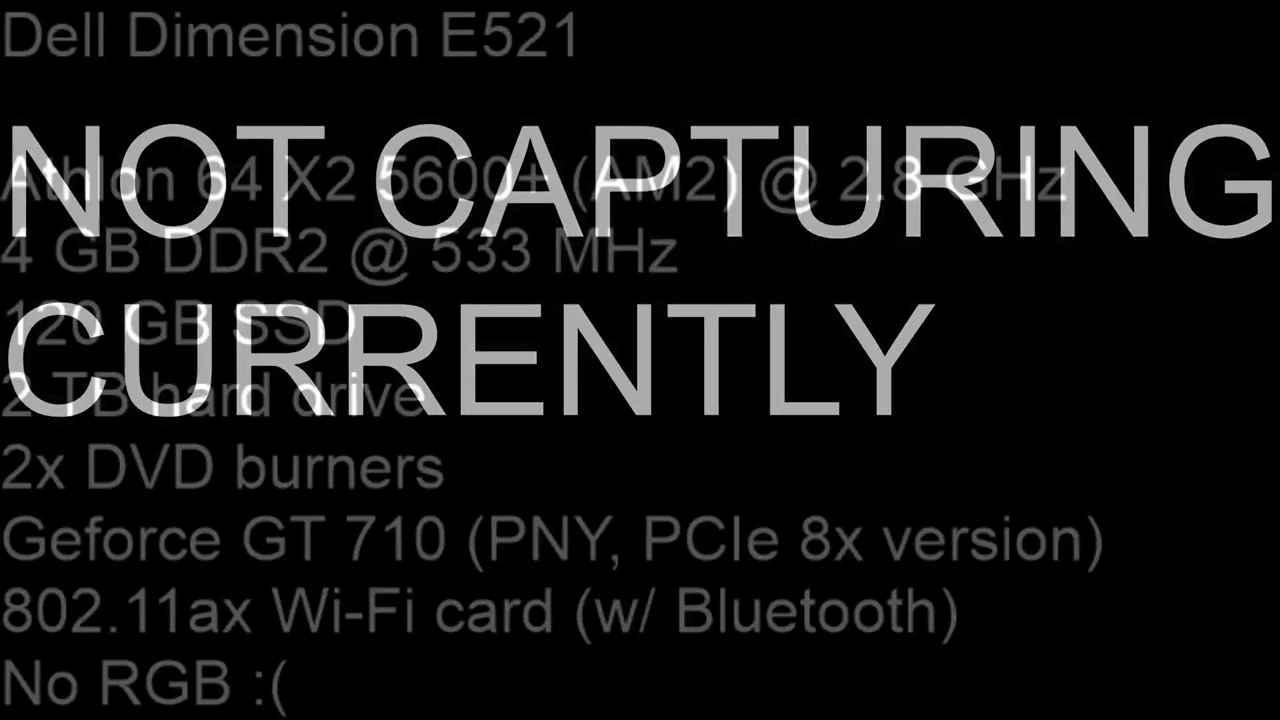 Dell Dimension E521
NOT CAPTURING
CURRENTLY
Athlon 64 X2 5600+ (AM2) @ 2.8 GHz
4 GB DDR2 @ 533 MHz
120 GB SSD
2 TB hard drive
2x DVD burners
Geforce GT 710 (PNY, PCIe 8x version)
802.11ax Wi-Fi card (w/ Bluetooth)
No RGB :(